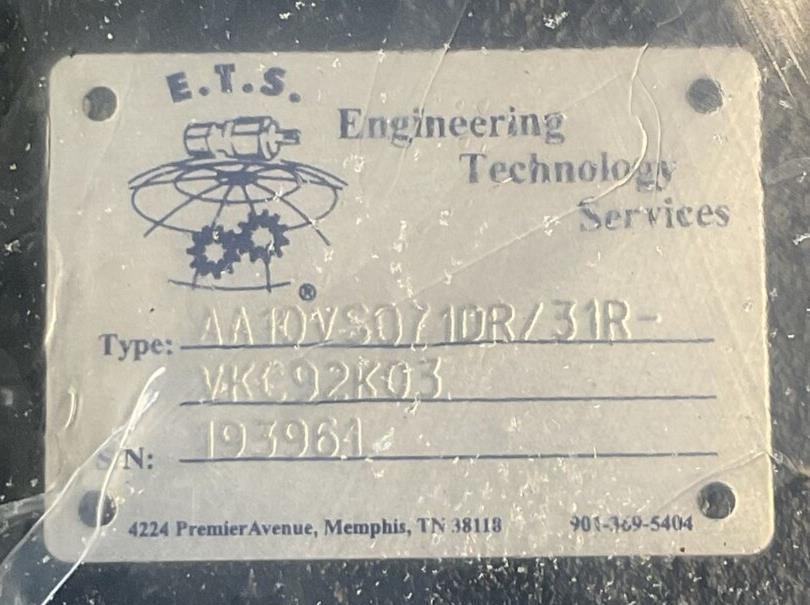 E.T.S.
Engineering
Technology
Services
®
Type: AA10VSO71DR/31R-
VKC92K03
S/N: 193961
4224 Premier Avenue, Memphis, TN 38118 901-369-5404